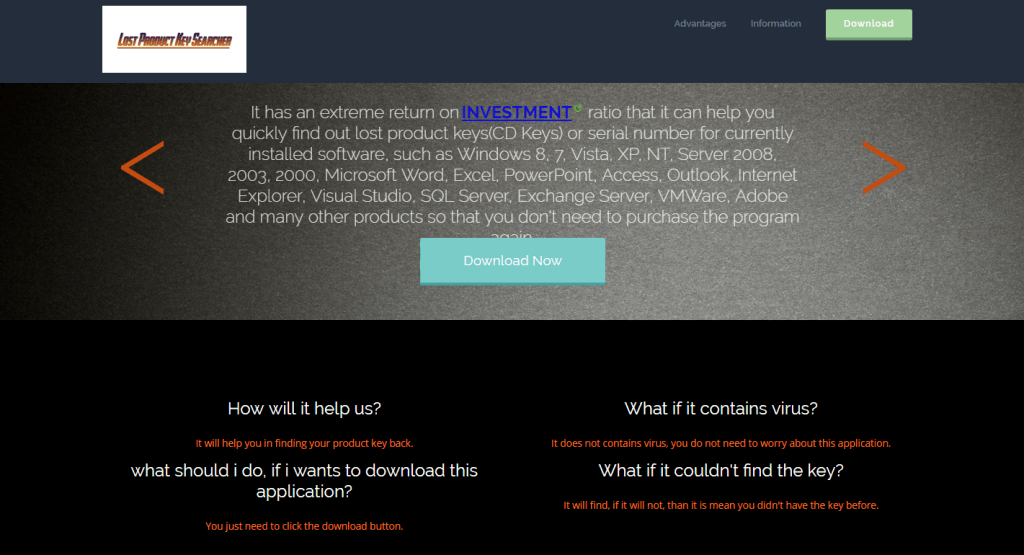 LOST PRODUCT KEY SEARCHER
Advantages
Information
Download
It has an extreme return on INVESTMENT ratio that it can help you
quickly find out lost product keys(CD Keys) or serial number for currently
installed software, such as Windows 8, 7, Vista, XP, NT, Server 2008,
2003, 2000, Microsoft Word, Excel, PowerPoint, Access, Outlook, Internet
Explorer, Visual Studio, SQL Server, Exchange Server, VMWare, Adobe
and many other products so that you don't need to purchase the program
again
Download Now
How will it help us?
It will help you in finding your product key back.
what should i do, if i wants to download this
application?
You just need to click the download button.
What if it contains virus?
It does not contains virus, you do not need to worry about this application.
What if it couldn't find the key?
It will find, if it will not, than it is mean you didn't have the key before.